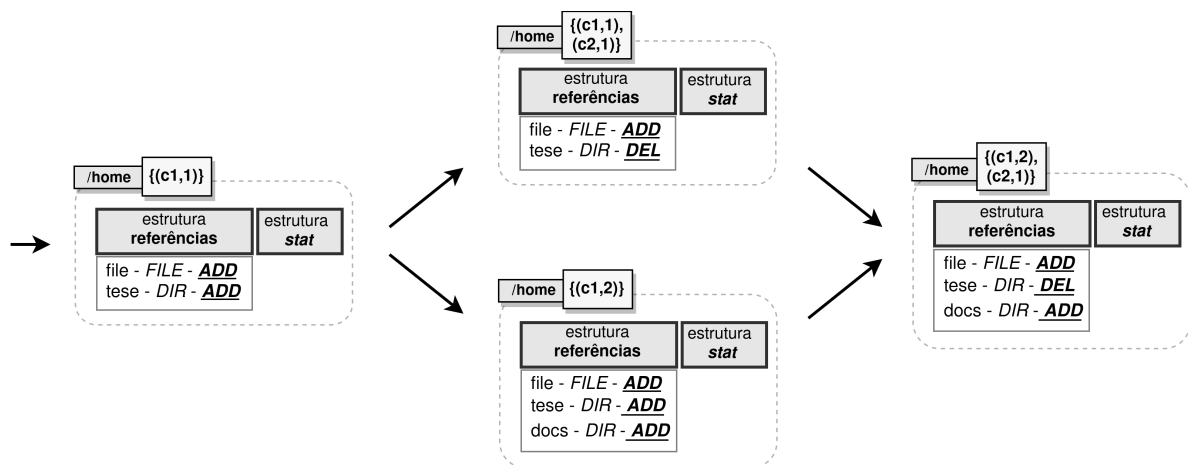 /home
{(c1,1)}
estrutura
referências
estrutura
stat
file - FILE - ADD
tese - DIR - ADD
/home
{(c1,1),
(c2,1)}
estrutura
referências
estrutura
stat
file - FILE - ADD
tese - DIR - DEL
/home
{(c1,2)}
estrutura
referências
estrutura
stat
file - FILE - ADD
tese - DIR - ADD
docs - DIR - ADD
/home
{(c1,2),
(c2,1)}
estrutura
referências
estrutura
stat
file - FILE - ADD
tese - DIR - DEL
docs - DIR - ADD